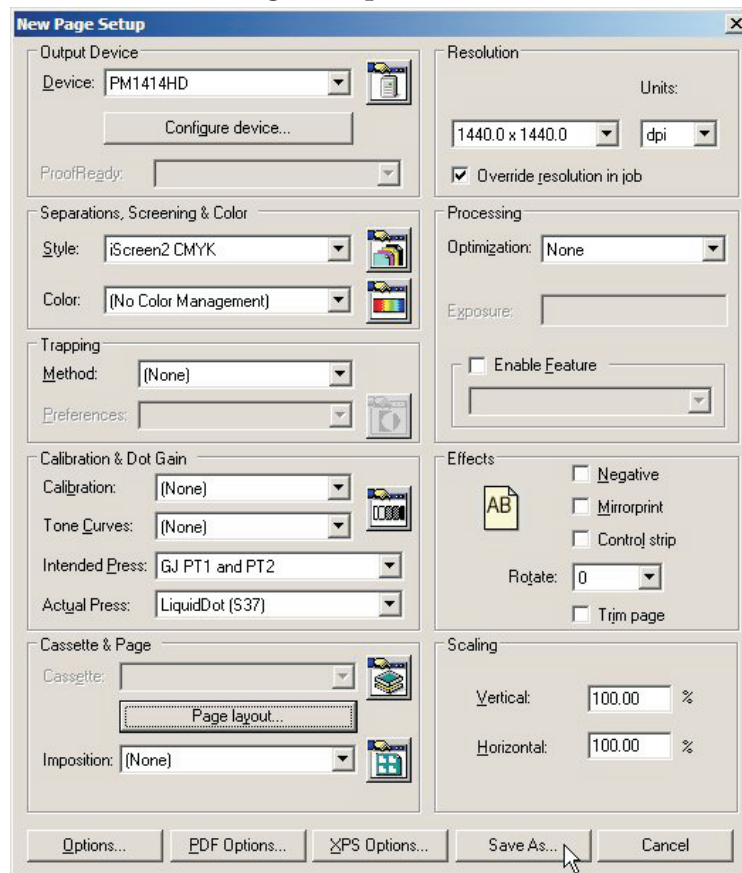 New Page Setup
Output Device
Device: PM1414HD
Configure device...
ProofReady:
Resolution
Units:
1440.0 x 1440.0 dpi
Override resolution in job
Separations, Screening & Color
Style: iScreen2 CMYK
Color: (No Color Management)
Processing
Optimization: None
Exposure:
Enable Feature
Trapping
Method: (None)
Preferences:
Calibration & Dot Gain
Calibration: (None)
Tone Curves: (None)
Intended Press: GJ PT1 and PT2
Actual Press: LiquidDot (S37)
Effects
AB
Negative
Mirrorprint
Control strip
Rotate: 0
Trim page
Cassette & Page
Cassette:
Page layout...
Imposition: (None)
Scaling
Vertical: 100.00 %
Horizontal: 100.00 %
Options... PDF Options... XPS Options... Save As... Cancel